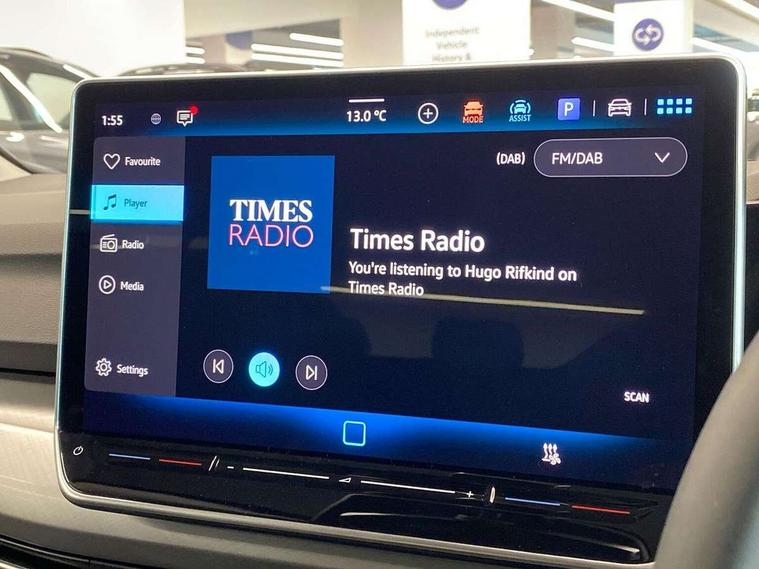 Independent
Vehicle
History &
1:55
13.0 °C
MODE
ASSIST
P
Favourite
(DAB)
FM/DAB
Player
TIMES
RADIO
Radio
Times Radio
You're listening to Hugo Rifkind on
Times Radio
Media
Settings
SCAN